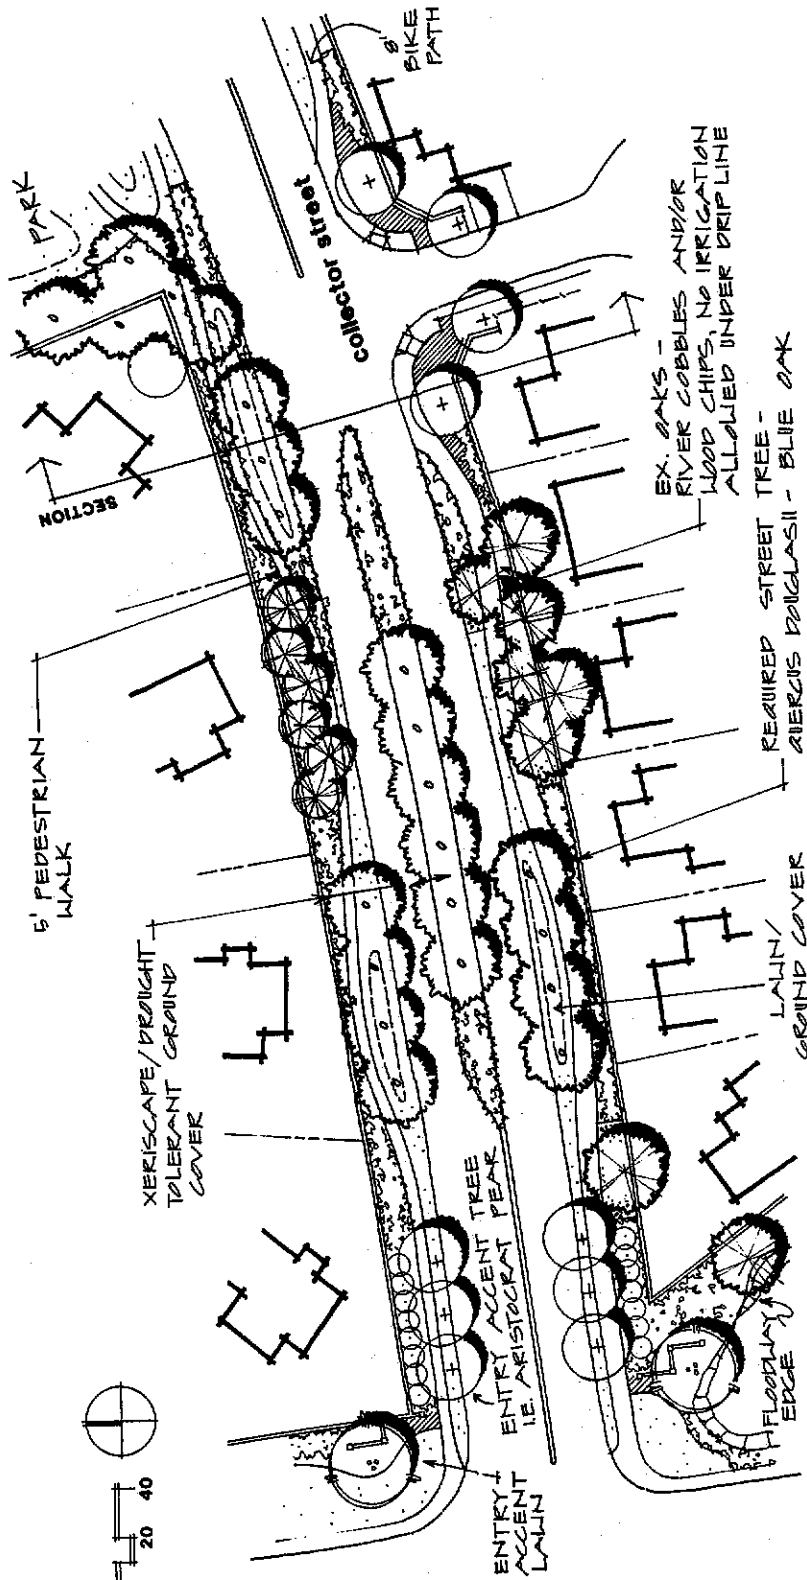 8'
BIKE
PATH
PARK
collector street
EX. OAKS -
RIVER COBBLES AND/OR
WOOD CHIPS, NO IRRIGATION
ALLOWED UNDER DRIPLINE
SECTION
REQUIRED STREET TREE -
QUERCUS DOUGLASII - BLUE OAK
5' PEDESTRIAN
WALK
XERISCAPE/DROUGHT
TOLERANT GROUND
COVER
LAWN/
GROUND COVER
ENTRY ACCENT TREE
I.E. ARISTOCRAT PEAR
FLOODWAY
EDGE
ENTRY
ACCENT
LAWN
20 40